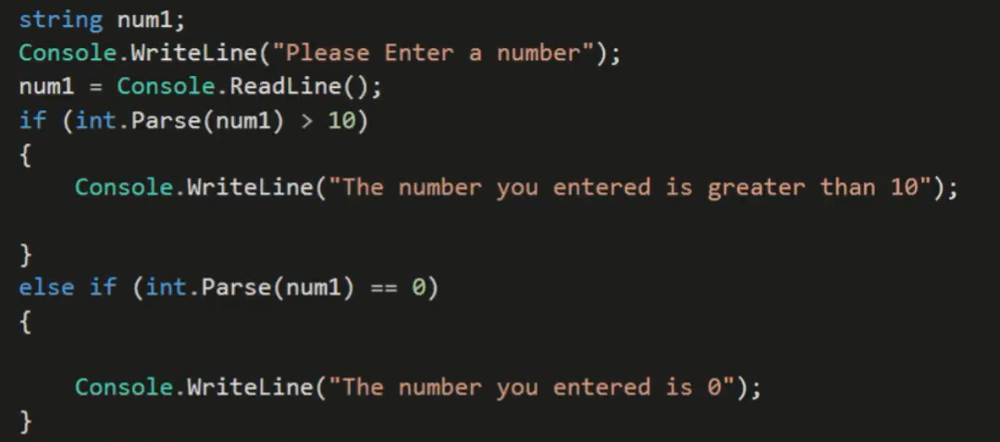 string num1;
Console.WriteLine("Please Enter a number");
num1 = Console.ReadLine();
if (int.Parse(num1) > 10)
{
    Console.WriteLine("The number you entered is greater than 10");
}
else if (int.Parse(num1) == 0)
{
    Console.WriteLine("The number you entered is 0");
}